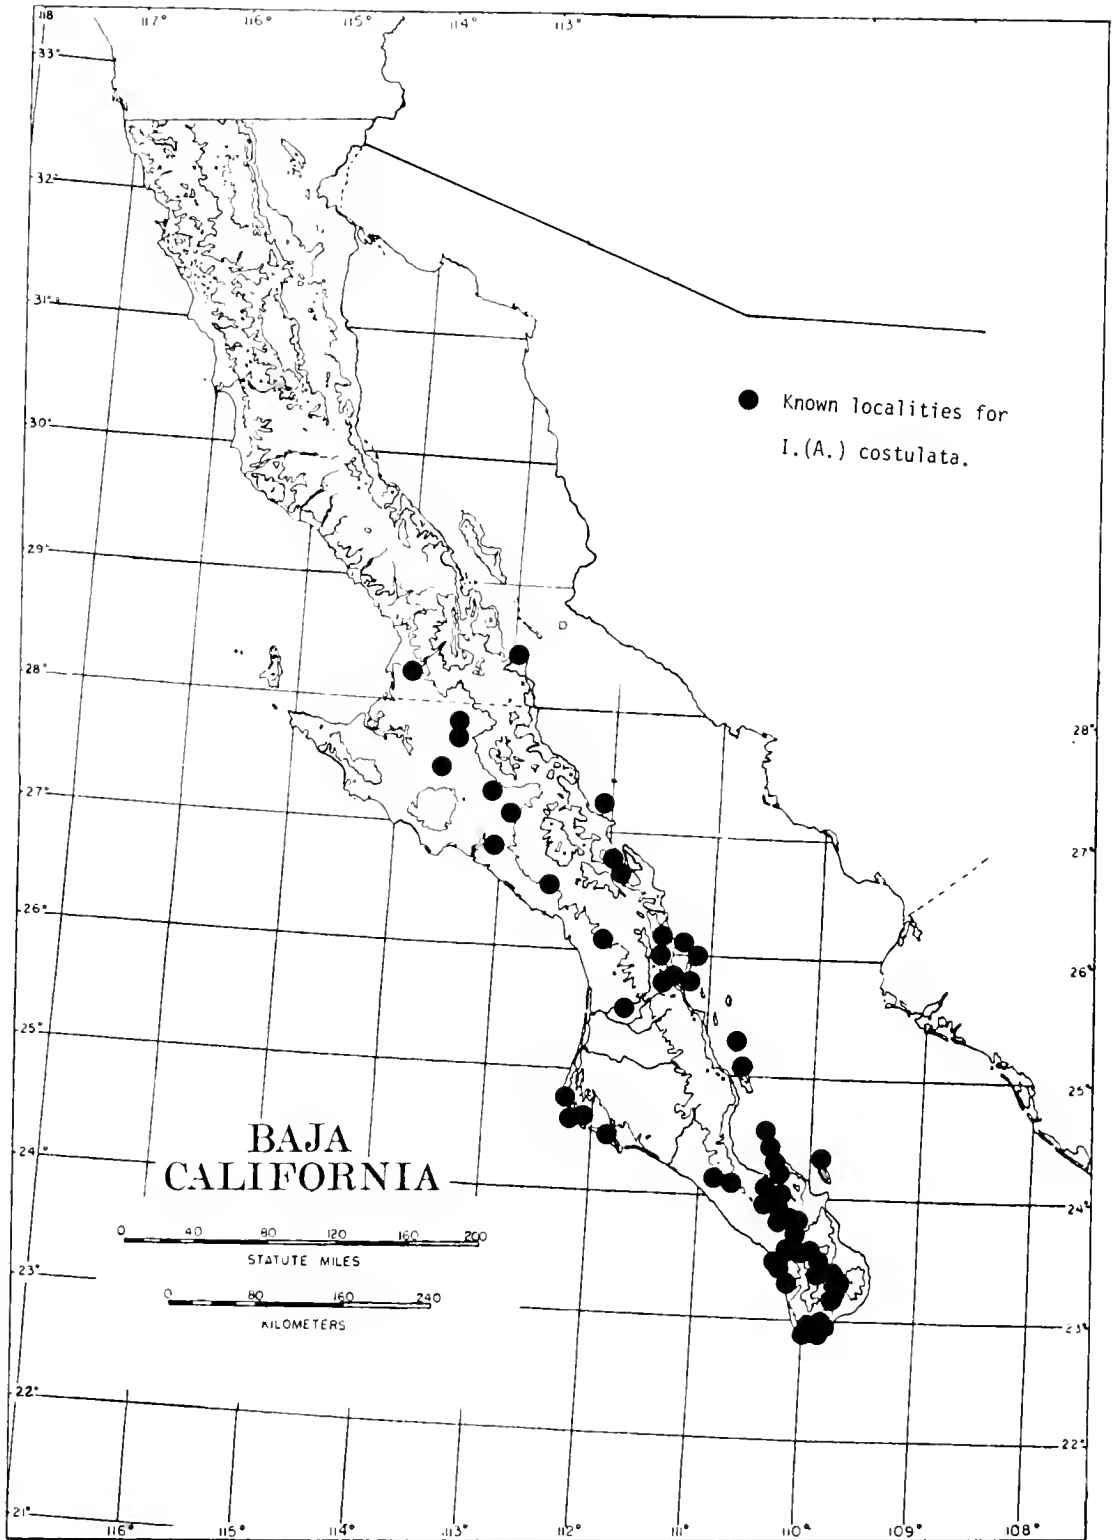 118 117° 116° 115° 114° 113°
33°
32°
31°
30°
29°
28°
27°
26°
25°
24°
23°
22°
21°
● Known localities for
I.(A.) costulata.
28°
27°
26°
25°
24°
23°
22°
BAJA
CALIFORNIA
0 40 80 120 160 200
STATUTE MILES
0 80 160 240
KILOMETERS
116° 115° 114° 113° 112° 111° 110° 109° 108°